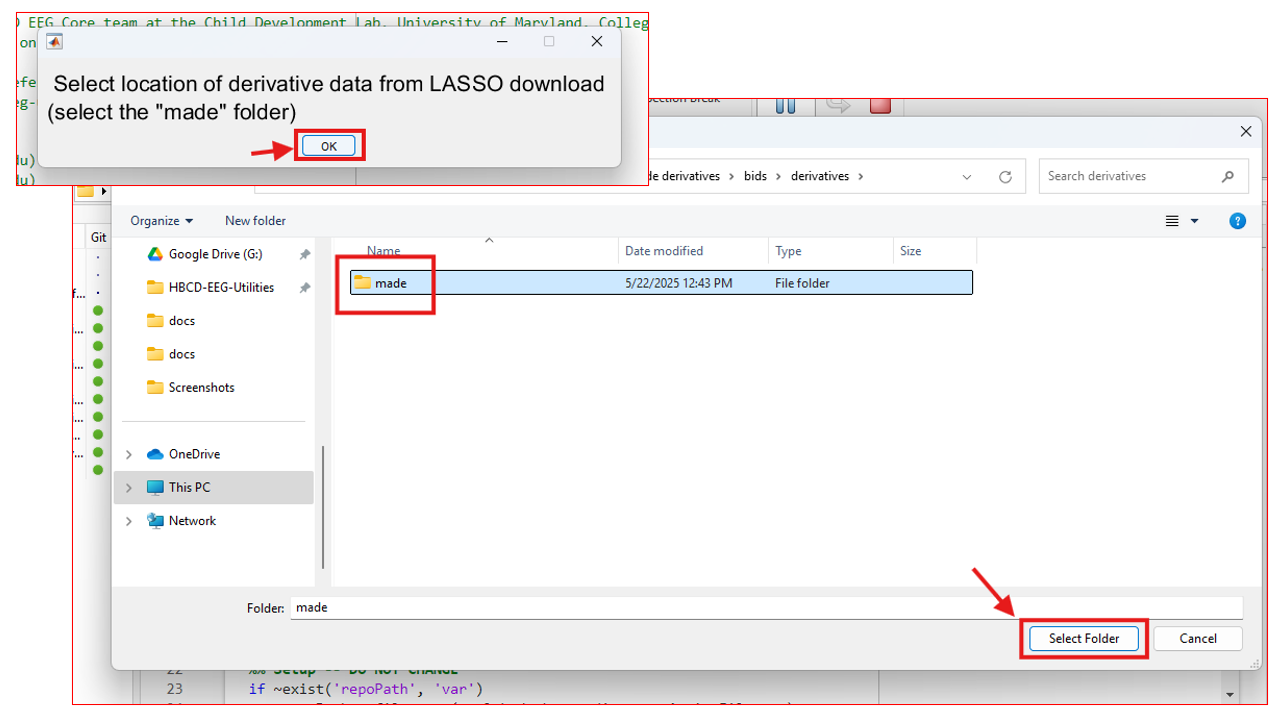 EEG Core team at the Child Development Lab, University of Maryland, Colleg
on
Select location of derivative data from LASSO download
(select the "made" folder)
OK
du)
du)
de derivatives > bids > derivatives >
Search derivatives
Organize
New folder
Git
Name
Date modified
Type
Size
Google Drive (G:)
made
5/22/2025 12:43 PM
File folder
HBCD-EEG-Utilities
docs
docs
Screenshots
OneDrive
This PC
Network
Folder:
made
Select Folder
Cancel
22 %% Setup -- DO NOT CHANGE
23 if ~exist('repoPath', 'var')